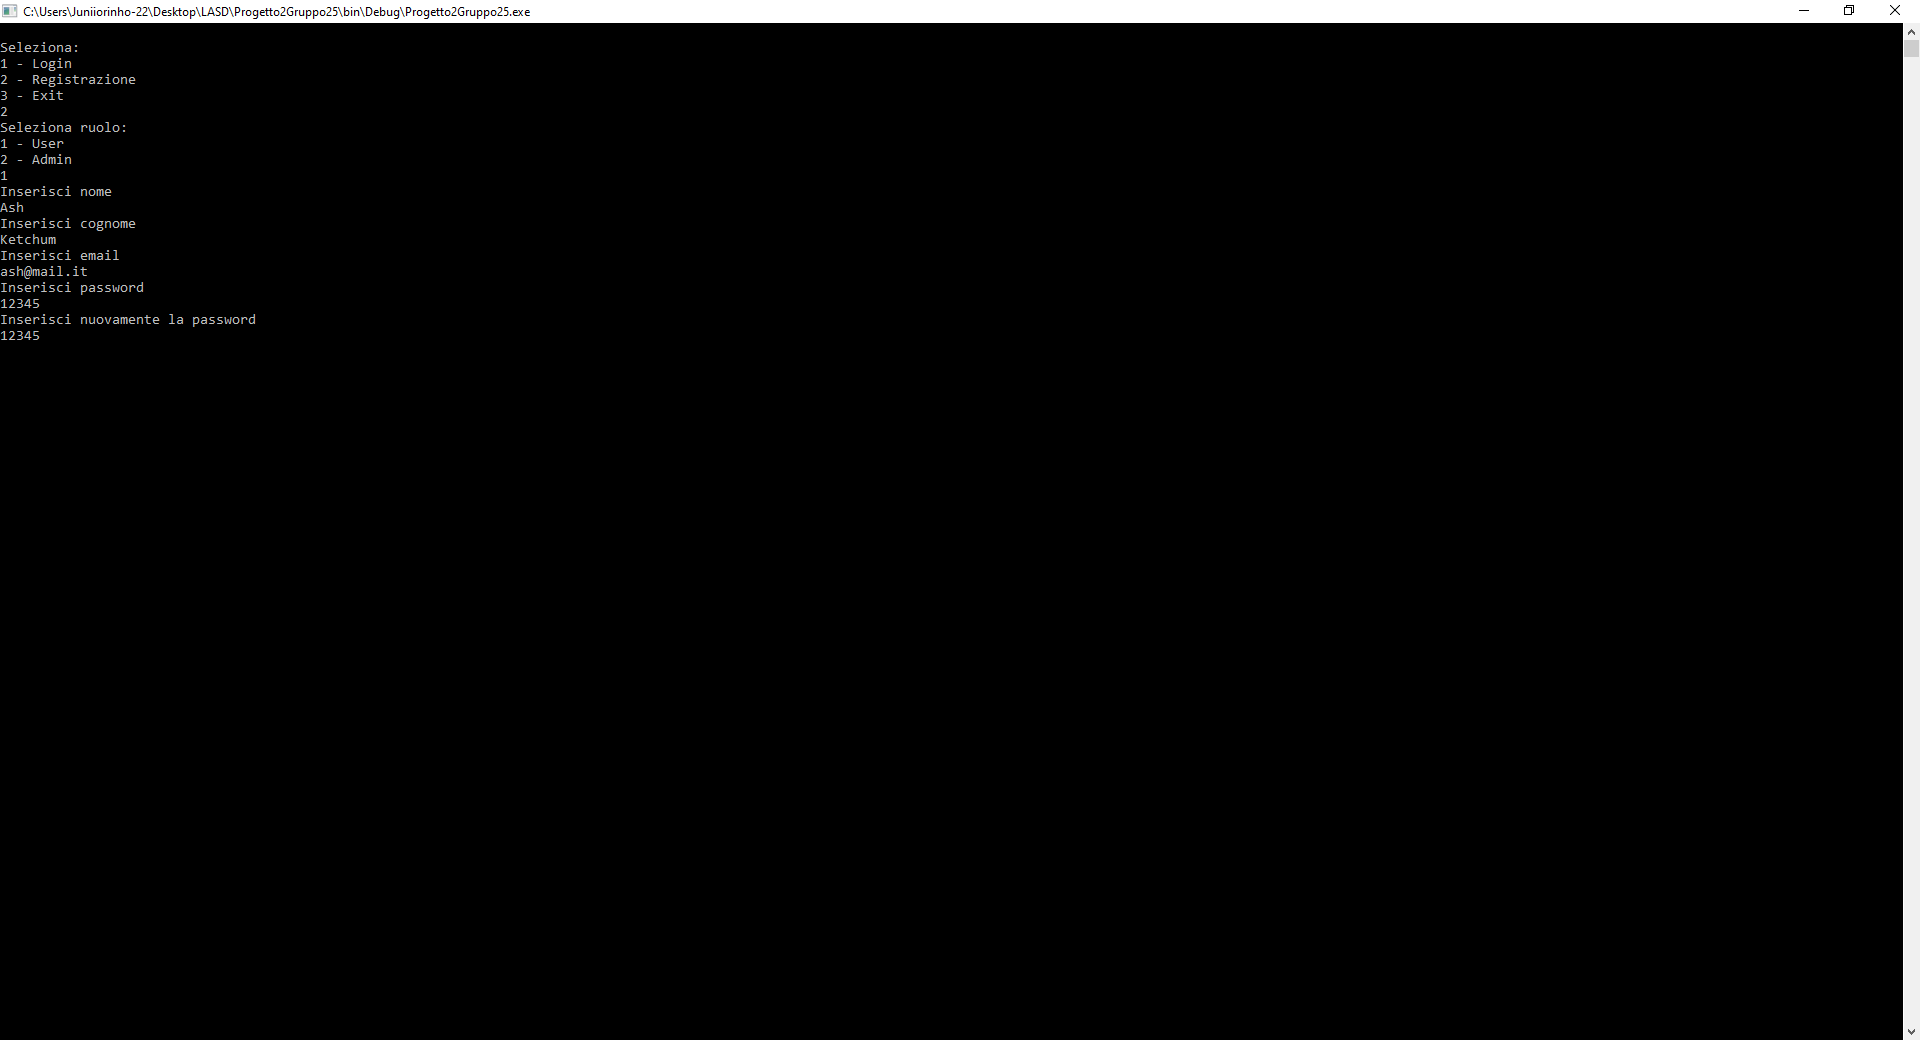 C:\Users\Juniiorinho-22\Desktop\LASD\Progetto2Gruppo25\bin\Debug\Progetto2Gruppo25.exe
Seleziona:
1 - Login
2 - Registrazione
3 - Exit
2
Seleziona ruolo:
1 - User
2 - Admin
1
Inserisci nome
Ash
Inserisci cognome
Ketchum
Inserisci email
ash@mail.it
Inserisci password
12345
Inserisci nuovamente la password
12345